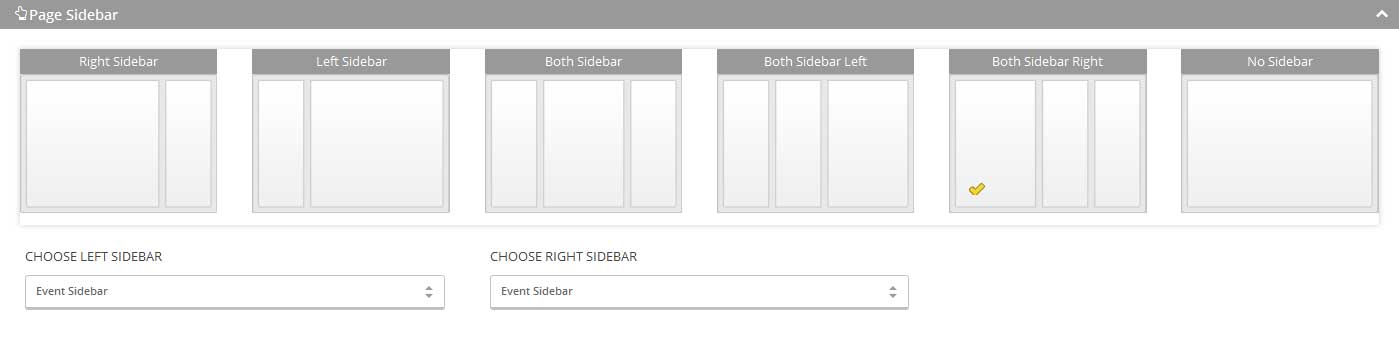 Page Sidebar
Right Sidebar
Left Sidebar
Both Sidebar
Both Sidebar Left
Both Sidebar Right
No Sidebar
CHOOSE LEFT SIDEBAR
CHOOSE RIGHT SIDEBAR
Event Sidebar
Event Sidebar